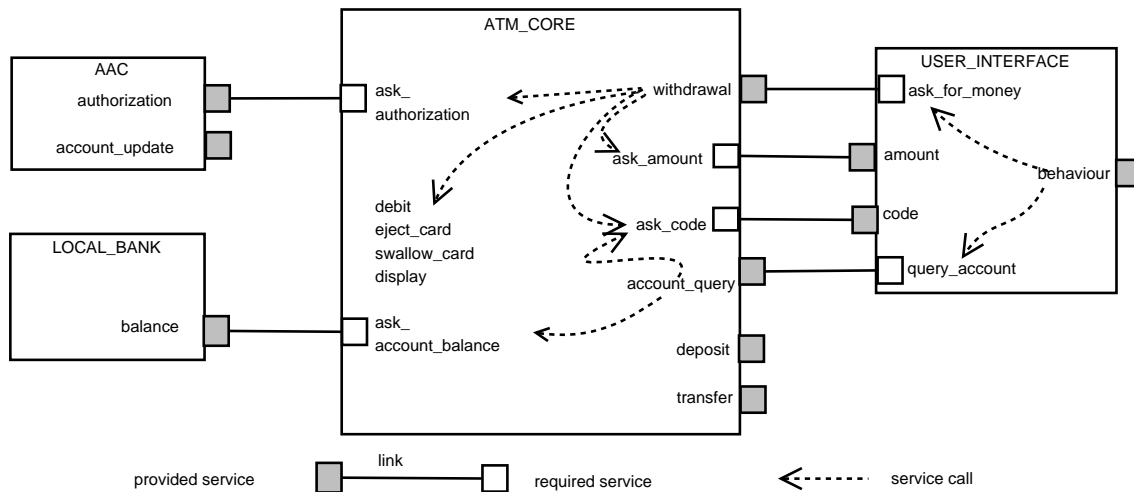 ATM_CORE
AAC
authorization
account_update
ask_
authorization
withdrawal
USER_INTERFACE
ask_for_money
ask_amount
amount
behaviour
debit
eject_card
swallow_card
display
ask_code
code
LOCAL_BANK
balance
account_query
query_account
ask_
account_balance
deposit
transfer
provided service
link
required service
service call